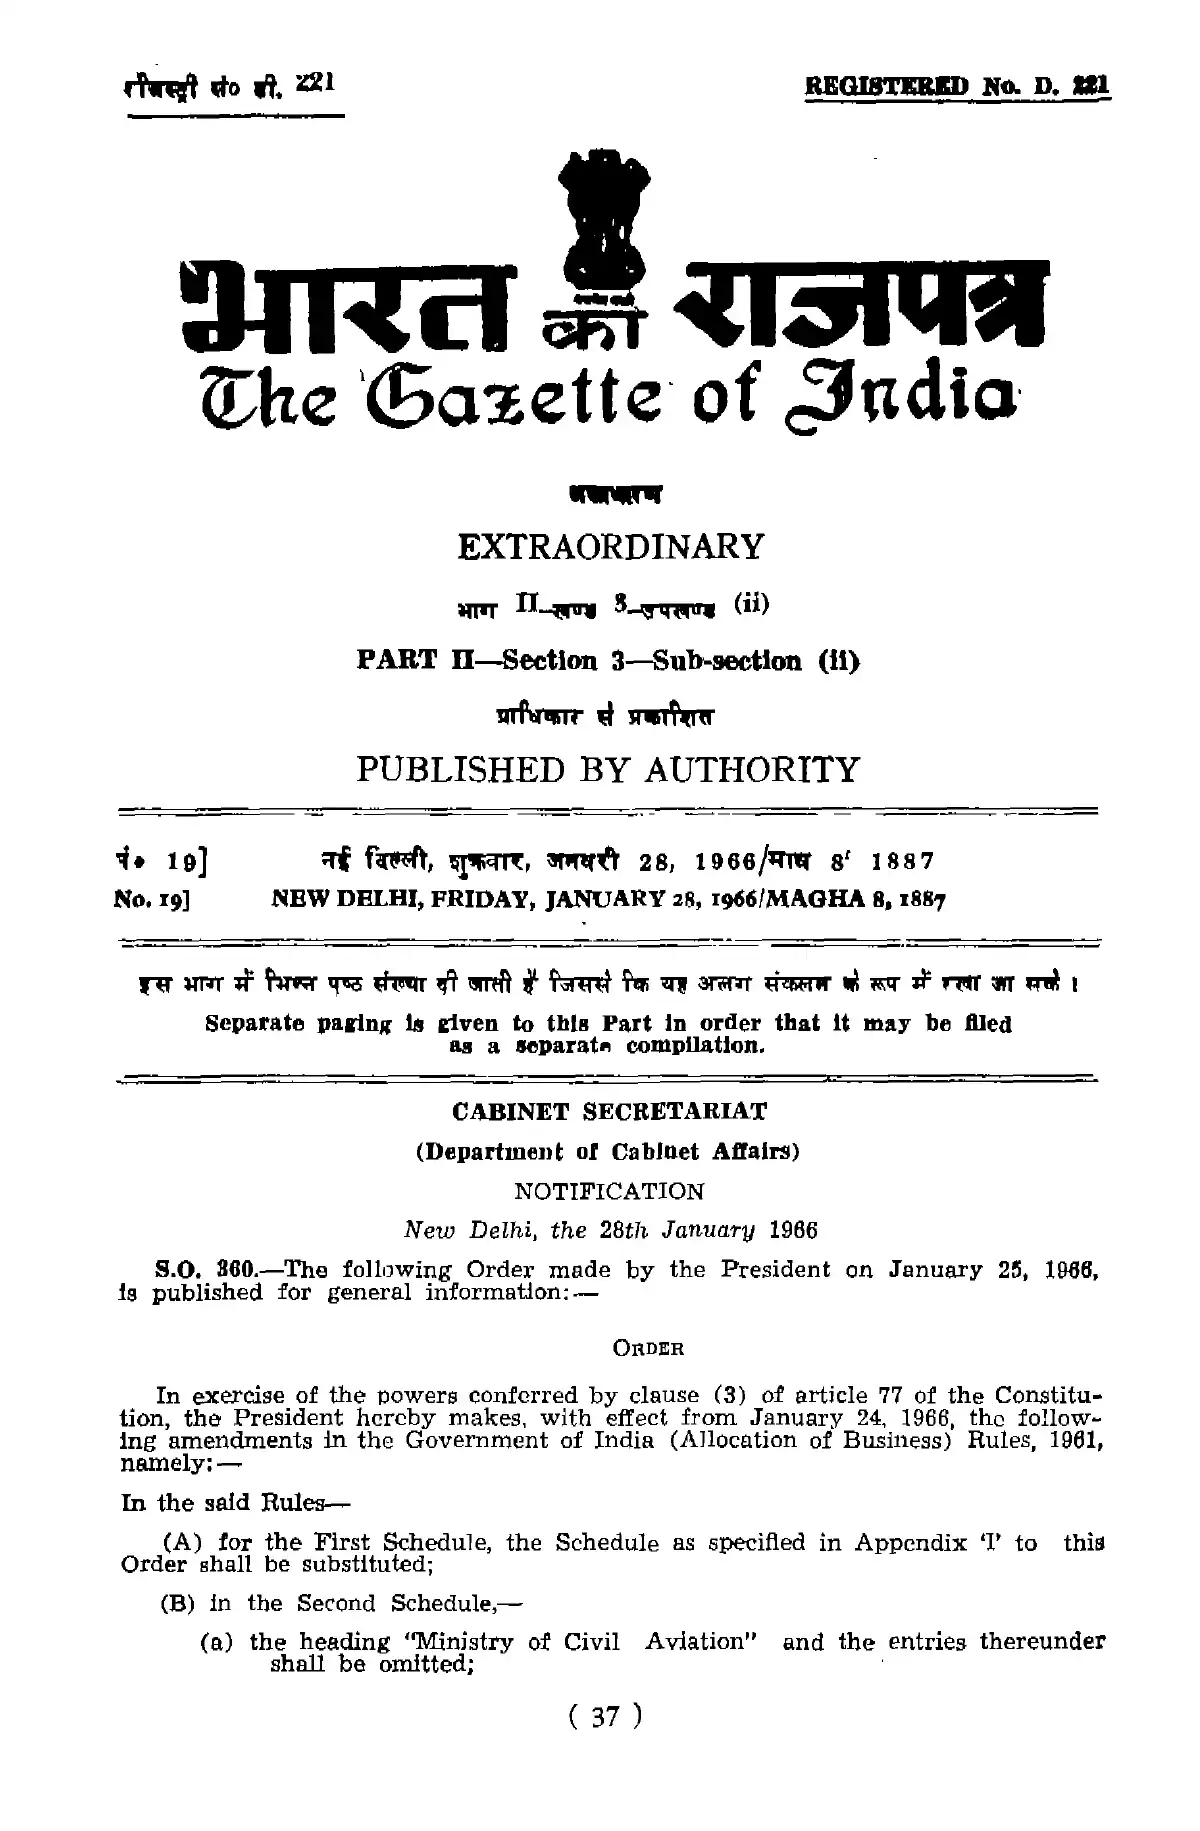 रजिस्ट्री सं० डी. 221
REGISTERED No. D. 221
भारत का राजपत्र
The Gazette of India
असाधारण
EXTRAORDINARY
भाग II—खण्ड 3—उपखण्ड (ii)
PART II—Section 3—Sub-section (ii)
प्राधिकार से प्रकाशित
PUBLISHED BY AUTHORITY
नं० 19] नई दिल्ली, शुक्रवार, जनवरी 28, 1966/माघ 8, 1887
No. 19] NEW DELHI, FRIDAY, JANUARY 28, 1966/MAGHA 8, 1887
इस भाग में भिन्न पृष्ठ संख्या दी जाती है जिससे कि यह अलग संकलन के रूप में रखा जा सके ।
Separate paging is given to this Part in order that it may be filed
as a separate compilation.
CABINET SECRETARIAT
(Department of Cabinet Affairs)
NOTIFICATION
New Delhi, the 28th January 1966
S.O. 360.—The following Order made by the President on January 25, 1966,
is published for general information:—
ORDER
In exercise of the powers conferred by clause (3) of article 77 of the Constitu-
tion, the President hereby makes, with effect from January 24, 1966, the follow-
ing amendments in the Government of India (Allocation of Business) Rules, 1961,
namely:—
In the said Rules—
(A) for the First Schedule, the Schedule as specified in Appendix 'I' to this
Order shall be substituted;
(B) in the Second Schedule,—
(a) the heading "Ministry of Civil Aviation" and the entries thereunder
shall be omitted;
( 37 )